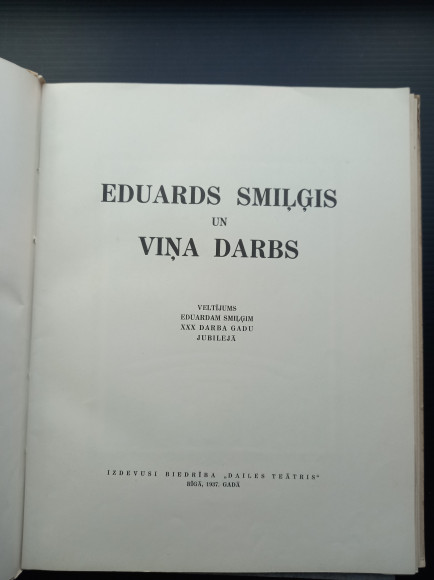 EDUARDS SMIĻĢIS
UN
VIŅA DARBS
VELTĪJUMS
EDUARDAM SMIĻĢIM
XXX DARBA GADU
JUBILEJĀ
IZDEVUSI BIEDRĪBA „DAILES TEĀTRIS"
RĪGĀ, 1937. GADĀ